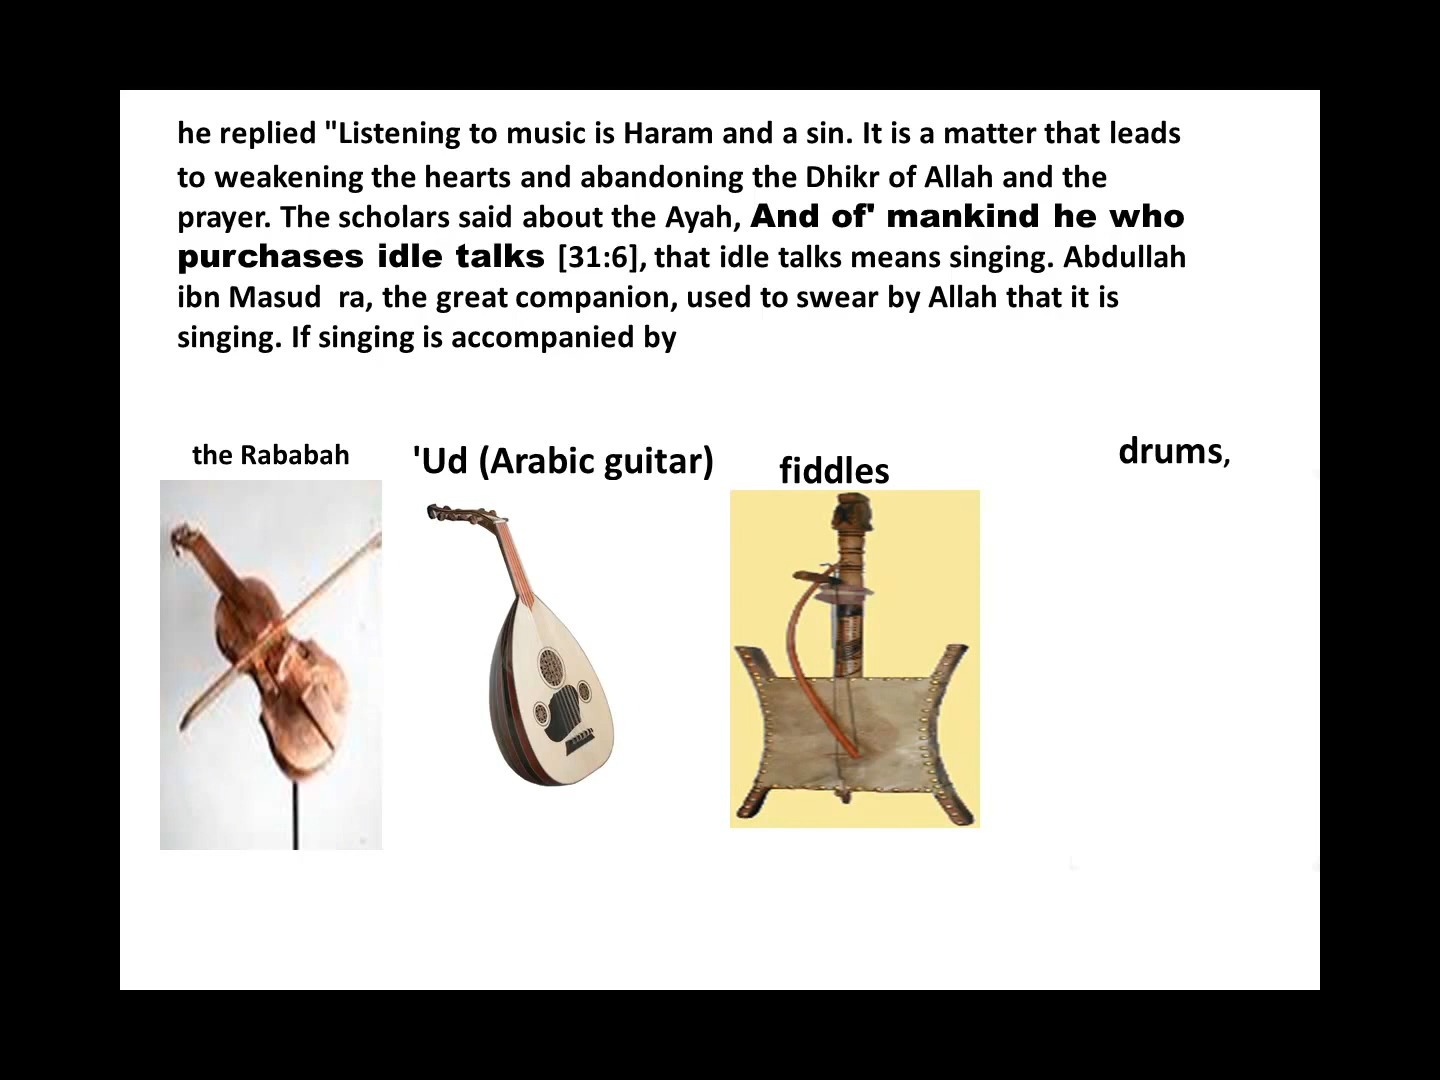 he replied "Listening to music is Haram and a sin. It is a matter that leads
to weakening the hearts and abandoning the Dhikr of Allah and the
prayer. The scholars said about the Ayah, And of' mankind he who
purchases idle talks [31:6], that idle talks means singing. Abdullah
ibn Masud  ra, the great companion, used to swear by Allah that it is
singing. If singing is accompanied by
the Rababah
'Ud (Arabic guitar)
fiddles
drums,